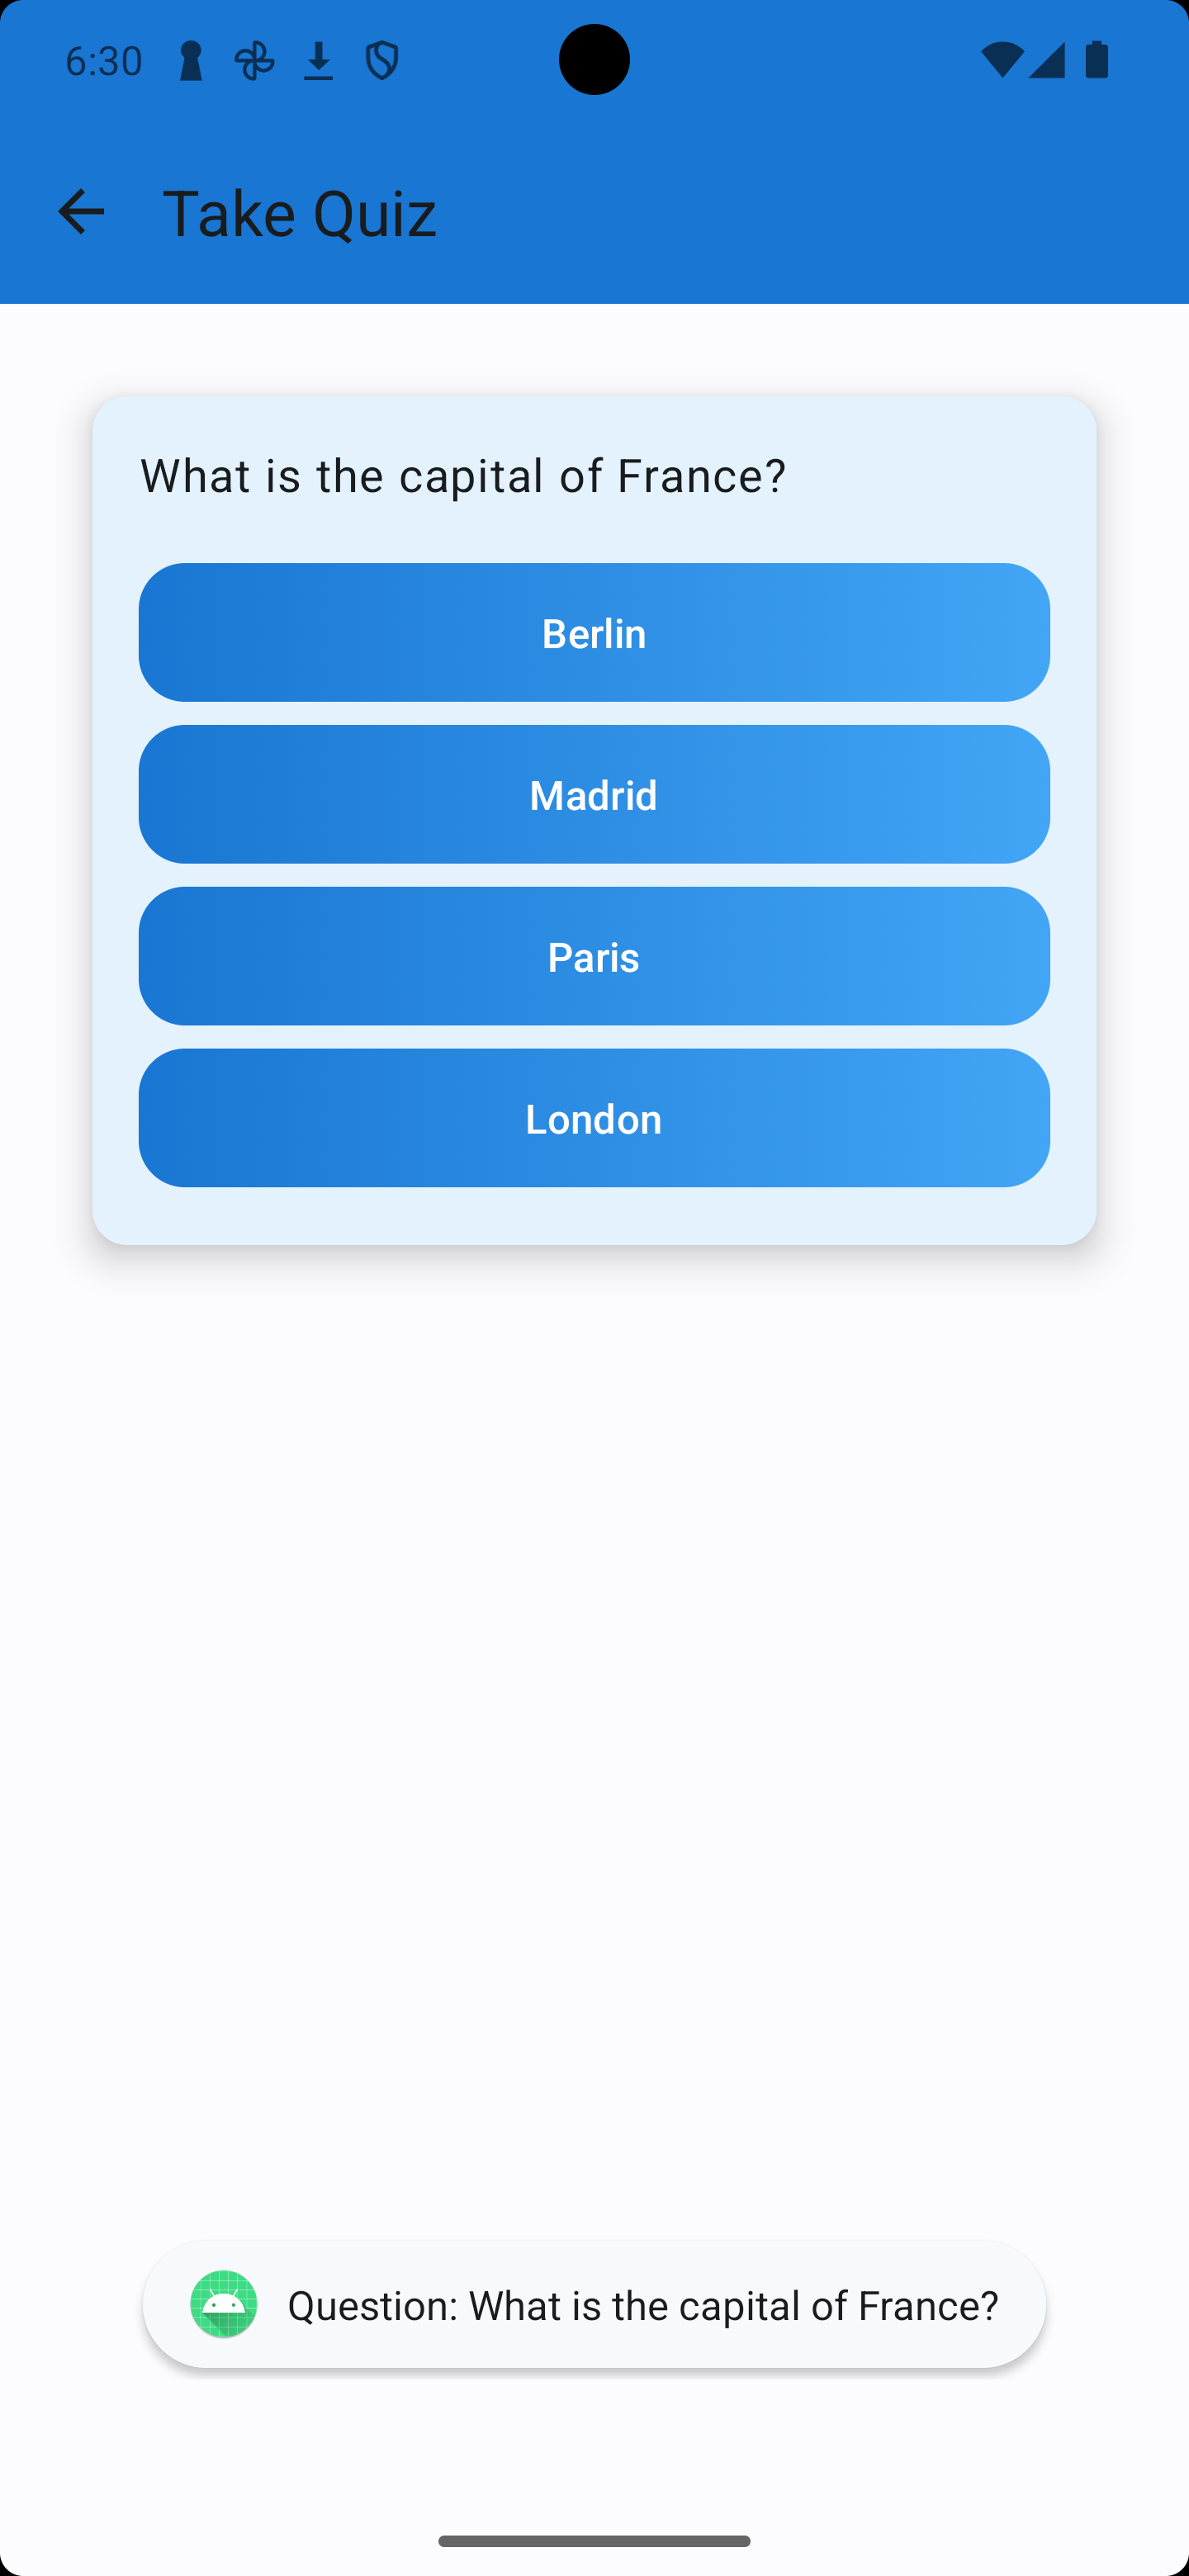 6:30
Take Quiz
What is the capital of France?
Berlin
Madrid
Paris
London
Question: What is the capital of France?